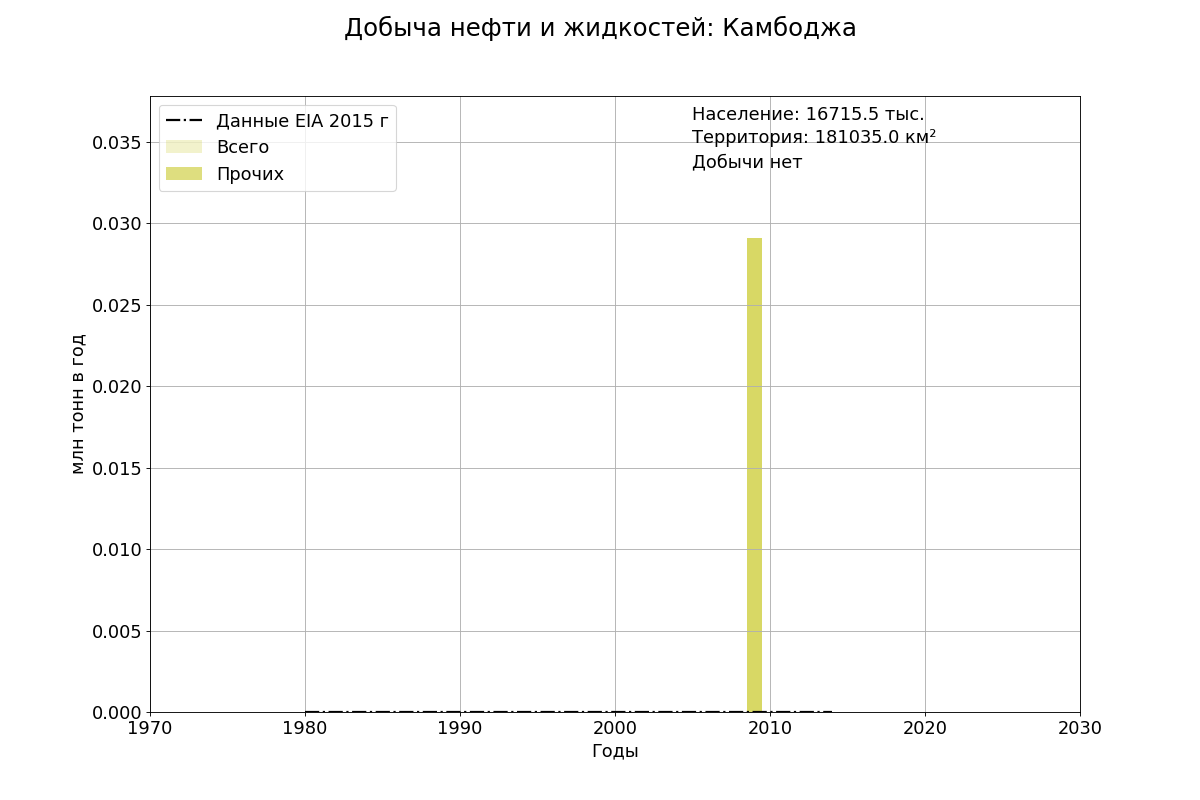 Добыча нефти и жидкостей: Камбоджа
Данные EIA 2015 г
Всего
Прочих
Население: 16715.5 тыс.
Территория: 181035.0 км²
Добычи нет
млн тонн в год
0.035
0.030
0.025
0.020
0.015
0.010
0.005
0.000
1970 1980 1990 2000 2010 2020 2030
Годы